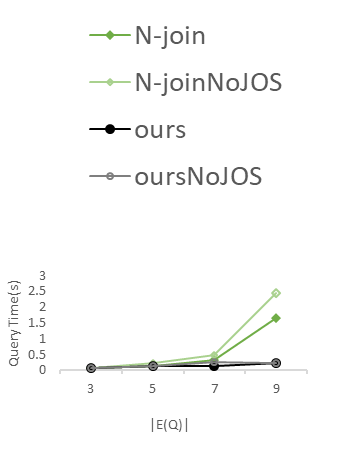 N-join
N-joinNoJOS
ours
oursNoJOS
Query Time(s)
3
2.5
2
1.5
1
0.5
0
3 5 7 9
|E(Q)|